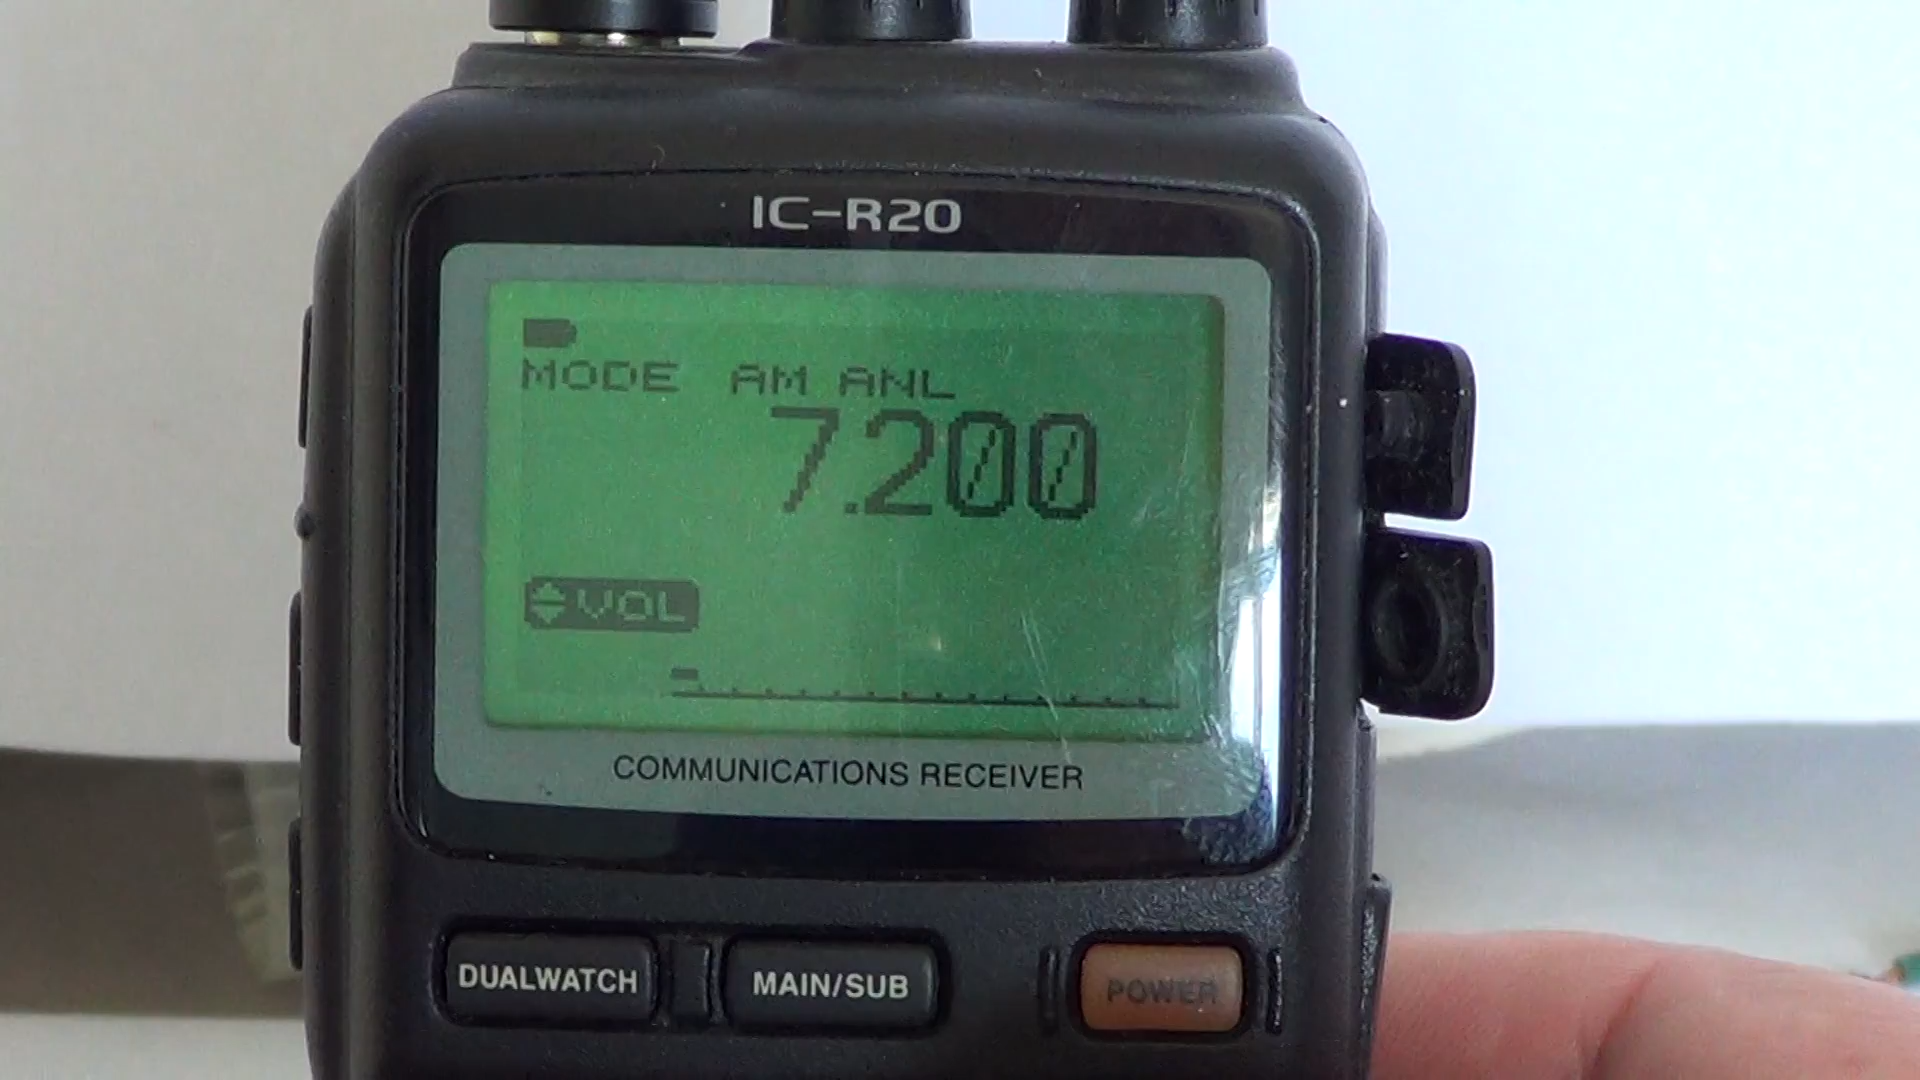 IC-R20
MODE AM ANL
7.200
VOL
COMMUNICATIONS RECEIVER
DUALWATCH MAIN/SUB POWER